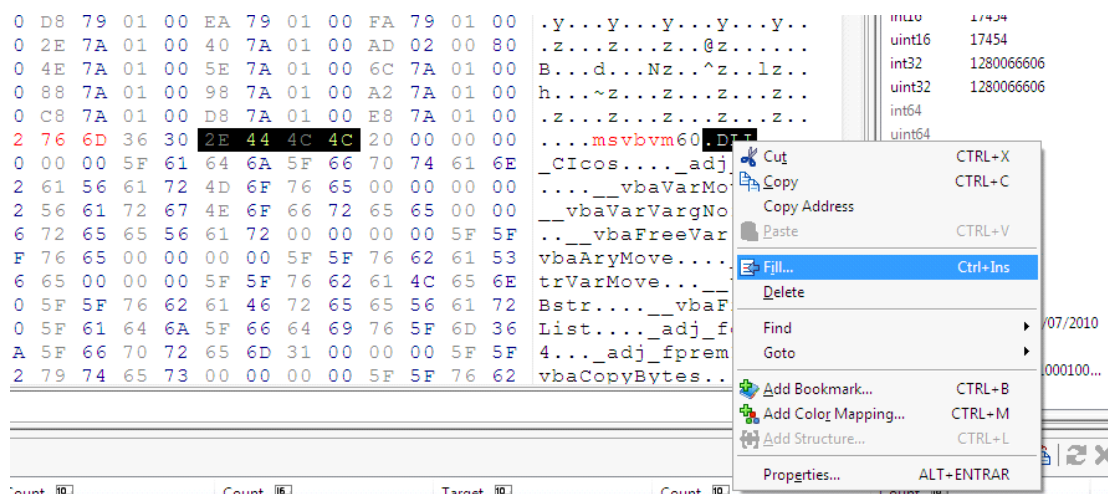 0 D8 79 01 00 EA 79 01 00 FA 79 01 00 .y...y...y...y.. int16 17454
0 2E 7A 01 00 40 7A 01 00 AD 02 00 80 .z...z...z..@z...... uint16 17454
0 4E 7A 01 00 5E 7A 01 00 6C 7A 01 00 B...d...Nz..^z..lz.. int32 1280066606
0 88 7A 01 00 98 7A 01 00 A2 7A 01 00 h...~z...z...z...z.. uint32 1280066606
0 C8 7A 01 00 D8 7A 01 00 E8 7A 01 00 .z...z...z...z...z.. int64
2 76 6D 36 30 2E 44 4C 4C 20 00 00 00 ....msvbvm60.DLL uint64
0 00 00 5F 61 64 6A 5F 66 70 74 61 6E _CIcos...._adj
2 61 56 61 72 4D 6F 76 65 00 00 00 00 ....__vbaVarMo
2 56 61 72 67 4E 6F 66 72 65 65 00 00 __vbaVarVargNo
6 72 65 65 56 61 72 00 00 00 00 5F 5F ..__vbaFreeVar
F 76 65 00 00 00 00 5F 5F 76 62 61 53 vbaAryMove....
6 65 00 00 00 5F 5F 76 62 61 4C 65 6E trVarMove...__
0 5F 5F 76 62 61 46 72 65 65 56 61 72 Bstr....__vbaF
0 5F 61 64 6A 5F 66 64 69 76 5F 6D 36 List...._adj_f /07/2010
A 5F 66 70 72 65 6D 31 00 00 00 5F 5F 4..._adj_fprem
2 79 74 65 73 00 00 00 00 5F 5F 76 62 vbaCopyBytes.. 000100...
Cut CTRL+X
Copy CTRL+C
Copy Address
Paste CTRL+V
Fill... Ctrl+Ins
Delete
Find
Goto
Add Bookmark... CTRL+B
Add Color Mapping... CTRL+M
Add Structure... CTRL+L
Properties... ALT+ENTRAR
Count Count Target Count Count